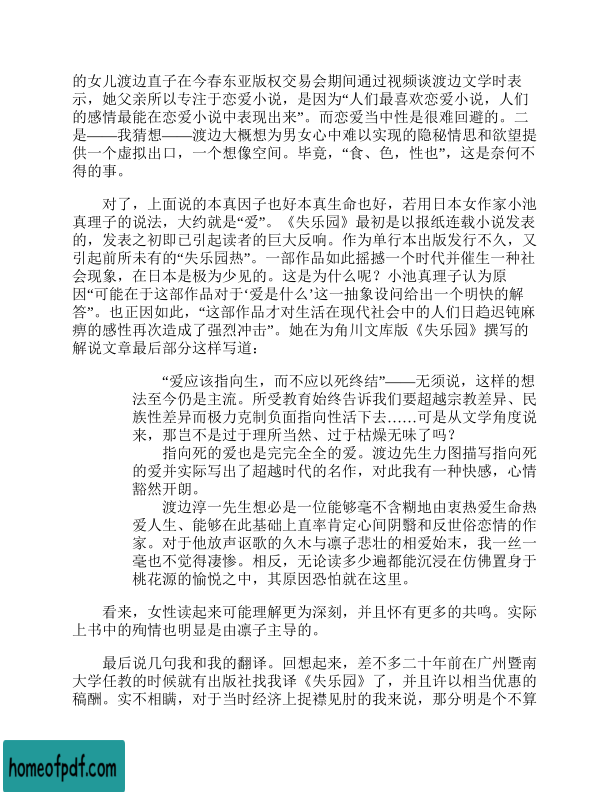 的女儿渡边直子在今春东亚版权交易会期间通过视频谈渡边文学时表
示，她父亲所以专注于恋爱小说，是因为“人们最喜欢恋爱小说，人们
的感情最能在恋爱小说中表现出来”。而恋爱当中性是很难回避的。二
是——我猜想——渡边大概想为男女心中难以实现的隐秘情思和欲望提
供一个虚拟出口，一个想像空间。毕竟，“食、色，性也”，这是奈何不
得的事。
对了，上面说的本真因子也好本真生命也好，若用日本女作家小池
真理子的说法，大约就是“爱”。《失乐园》最初是以报纸连载小说发表
的，发表之初即已引起读者的巨大反响。作为单行本出版发行不久，又
引起前所未有的“失乐园热”。一部作品如此摇撼一个时代并催生一种社
会现象，在日本是极为少见的。这是为什么呢？小池真理子认为原
因“可能在于这部作品对于‘爱是什么’这一抽象设问给出一个明快的解
答”。也正因如此，“这部作品才对生活在现代社会中的人们日趋迟钝麻
痹的感性再次造成了强烈冲击”。她在为角川文库版《失乐园》撰写的
解说文章最后部分这样写道：
“爱应该指向生，而不应以死终结”——无须说，这样的想
法至今仍是主流。所受教育始终告诉我们要超越宗教差异、民
族性差异而极力克制负面指向性活下去……可是从文学角度说
来，那岂不是过于理所当然、过于枯燥无味了吗？
指向死的爱也是完完全全的爱。渡边先生力图描写指向死
的爱并实际写出了超越时代的名作，对此我有一种快感，心情
豁然开朗。
渡边淳一先生想必是一位能够毫不含糊地由衷热爱生命热
爱人生、能够在此基础上直率肯定心间阴翳和反世俗恋情的作
家。对于他放声讴歌的久木与凛子悲壮的相爱始末，我一丝一
毫也不觉得凄惨。相反，无论读多少遍都能沉浸在仿佛置身于
桃花源的愉悦之中，其原因恐怕就在这里。
看来，女性读起来可能理解更为深刻，并且怀有更多的共鸣。实际
上书中的殉情也明显是由凛子主导的。
最后说几句我和我的翻译。回想起来，差不多二十年前在广州暨南
大学任教的时候就有出版社找我译《失乐园》了，并且许以相当优惠的
稿酬。实不相瞒，对于当时经济上捉襟见肘的我来说，那分明是个不算
homeofpdf.com